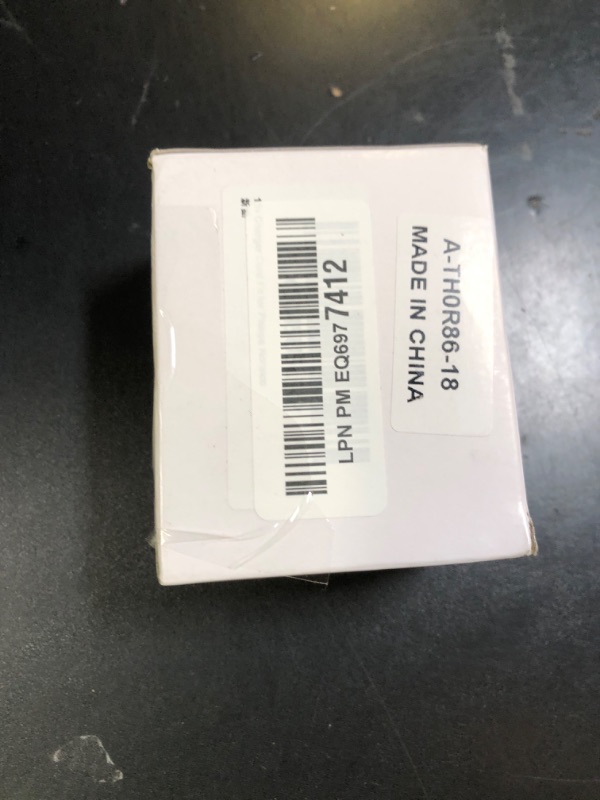 A-TH0R86-18
MADE IN CHINA
LPN PM EQ6977412